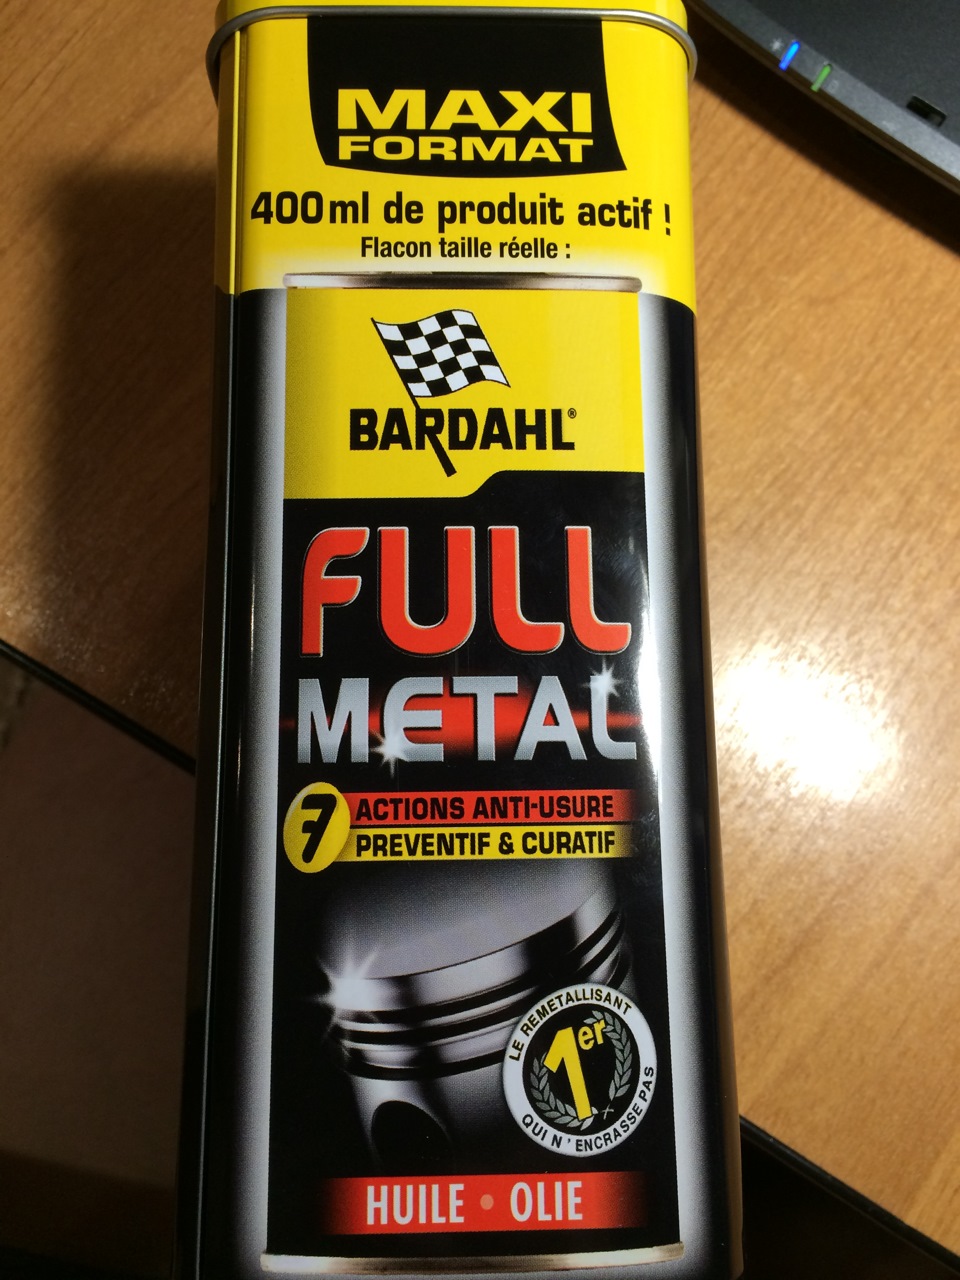 MAXI
FORMAT
400ml de produit actif !
Flacon taille réelle :
BARDAHL®
FULL
METAL
7 ACTIONS ANTI-USURE
PREVENTIF & CURATIF
LE REMETALLISANT
1er
QUI N'ENCRASSE PAS
HUILE • OLIE